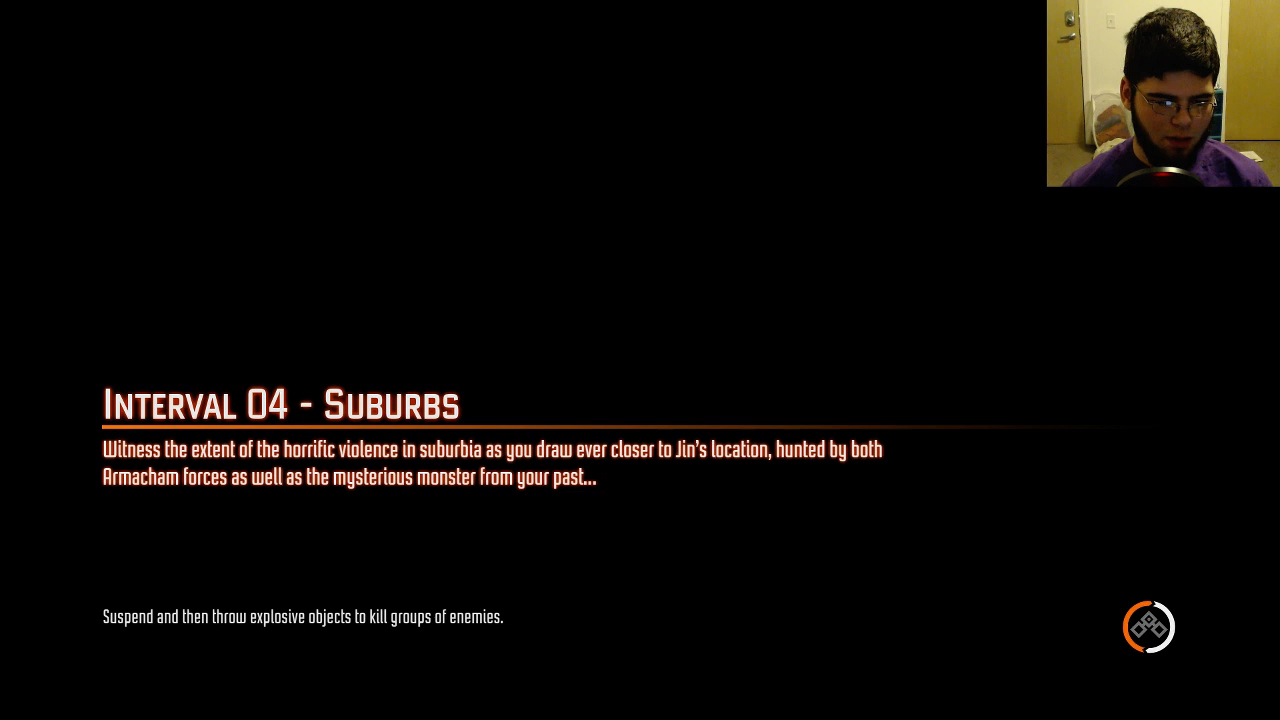 Interval 04 - Suburbs
Witness the extent of the horrific violence in suburbia as you draw ever closer to Jin's location, hunted by both
Armacham forces as well as the mysterious monster from your past...
Suspend and then throw explosive objects to kill groups of enemies.